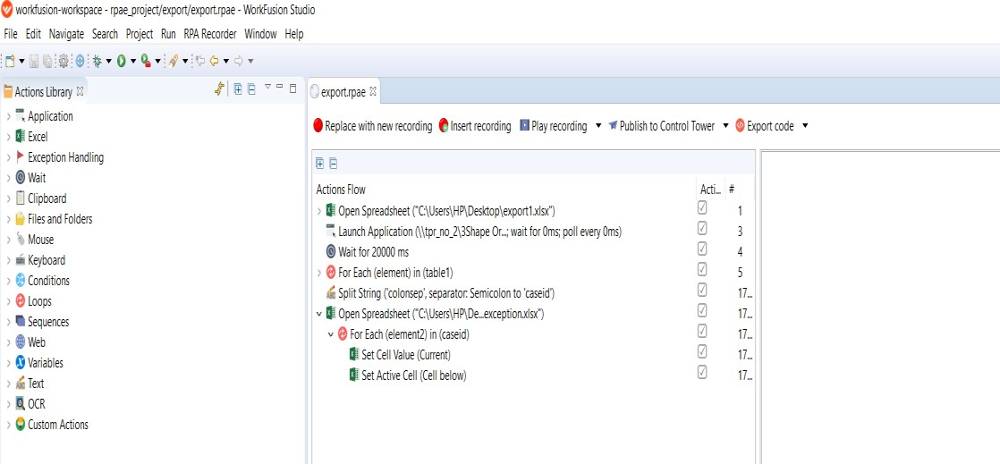 workfusion-workspace - rpae_project/export/export.rpae - WorkFusion Studio
File Edit Navigate Search Project Run RPA Recorder Window Help
Actions Library
export.rpae
Application
Excel
Exception Handling
Wait
Clipboard
Files and Folders
Mouse
Keyboard
Conditions
Loops
Sequences
Web
Variables
Text
OCR
Custom Actions
Replace with new recording Insert recording Play recording Publish to Control Tower Export code
Actions Flow Acti... #
Open Spreadsheet ("C:\Users\HP\Desktop\export1.xlsx") 1
Launch Application (\\tpr_no_2\3Shape Or...; wait for 0ms; poll every 0ms) 3
Wait for 20000 ms 4
For Each (element) in (table1) 5
Split String ('colonsep', separator: Semicolon to 'caseid') 17...
Open Spreadsheet ("C:\Users\HP\De...exception.xlsx") 17...
For Each (element2) in (caseid) 17...
Set Cell Value (Current) 17...
Set Active Cell (Cell below) 17...